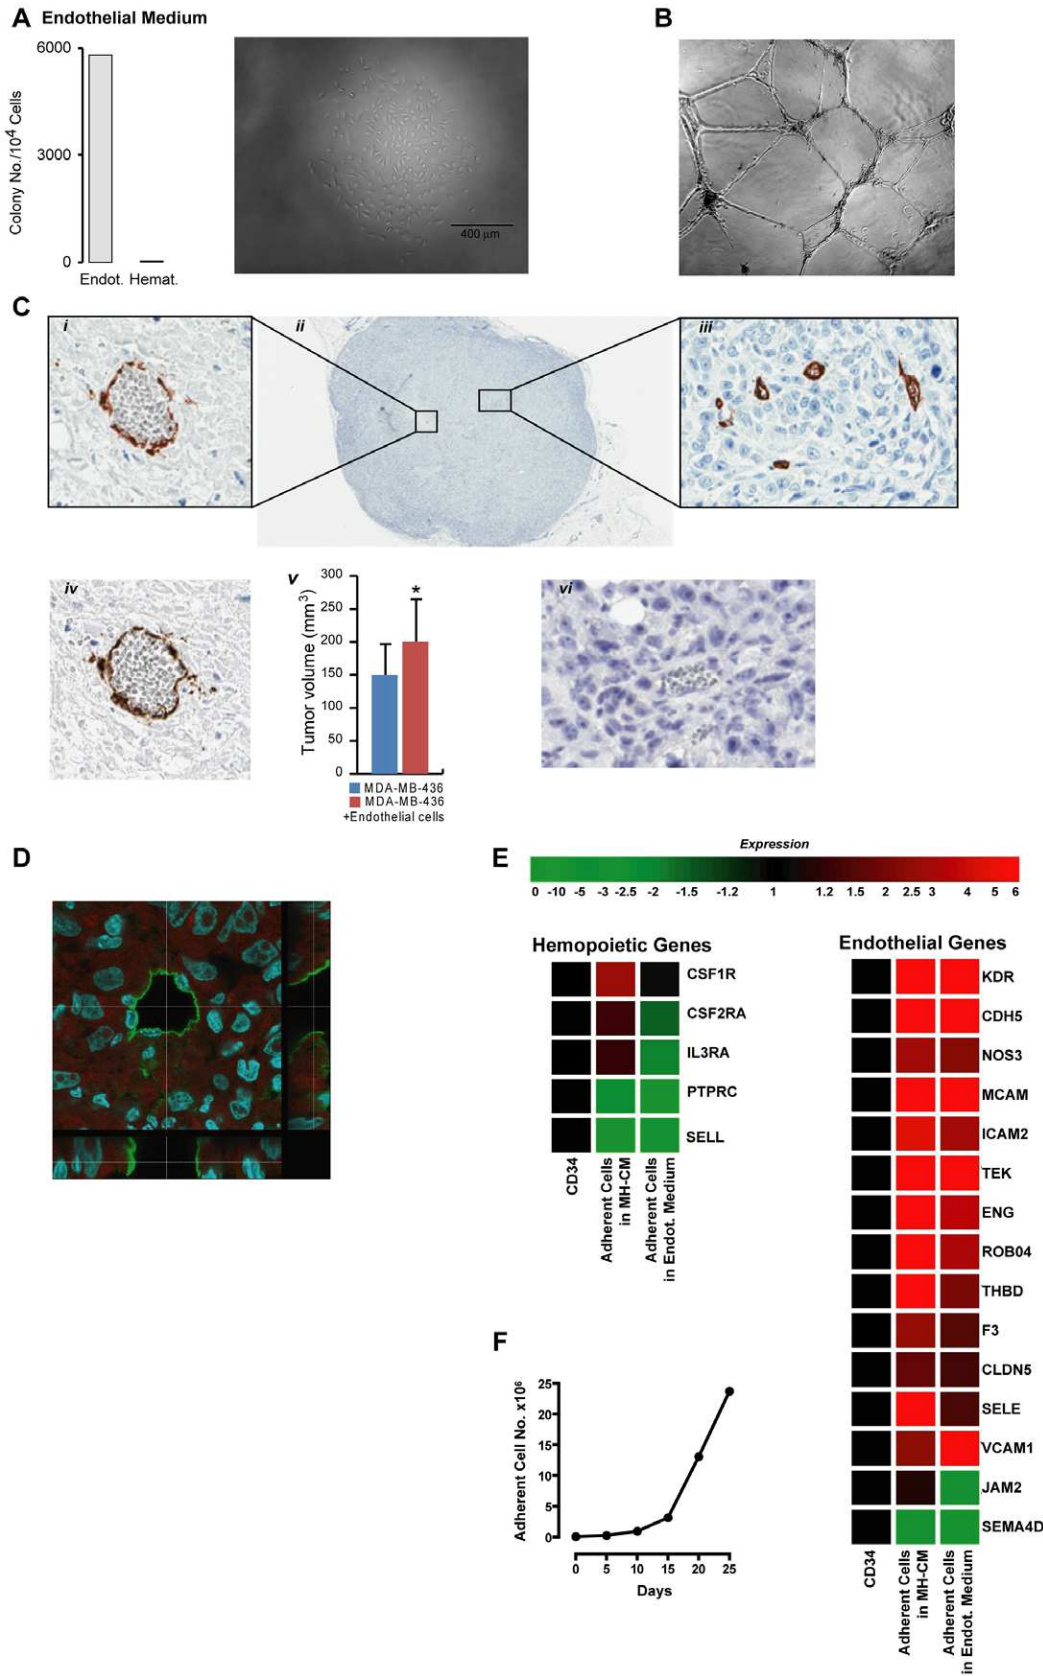 A Endothelial Medium
Colony No./10⁴ Cells
6000
3000
0
Endot. Hemat.
400 µm
B
C
i
ii
iii
iv
v
Tumor volume (mm³)
300
250
200
150
100
50
0
*
MDA-MB-436
MDA-MB-436
+Endothelial cells
vi
D
E
Expression
0 -10 -5 -3 -2.5 -2 -1.5 -1.2 1 1.2 1.5 2 2.5 3 4 5 6
Hemopoietic Genes
CSF1R
CSF2RA
IL3RA
PTPRC
SELL
CD34
Adherent Cells
in MH-CM
Adherent Cells
in Endot. Medium
Endothelial Genes
KDR
CDH5
NOS3
MCAM
ICAM2
TEK
ENG
ROB04
THBD
F3
CLDN5
SELE
VCAM1
JAM2
SEMA4D
CD34
Adherent Cells
in MH-CM
Adherent Cells
in Endot. Medium
F
Adherent Cell No. x10⁶
25
20
15
10
5
0
0 5 10 15 20 25
Days